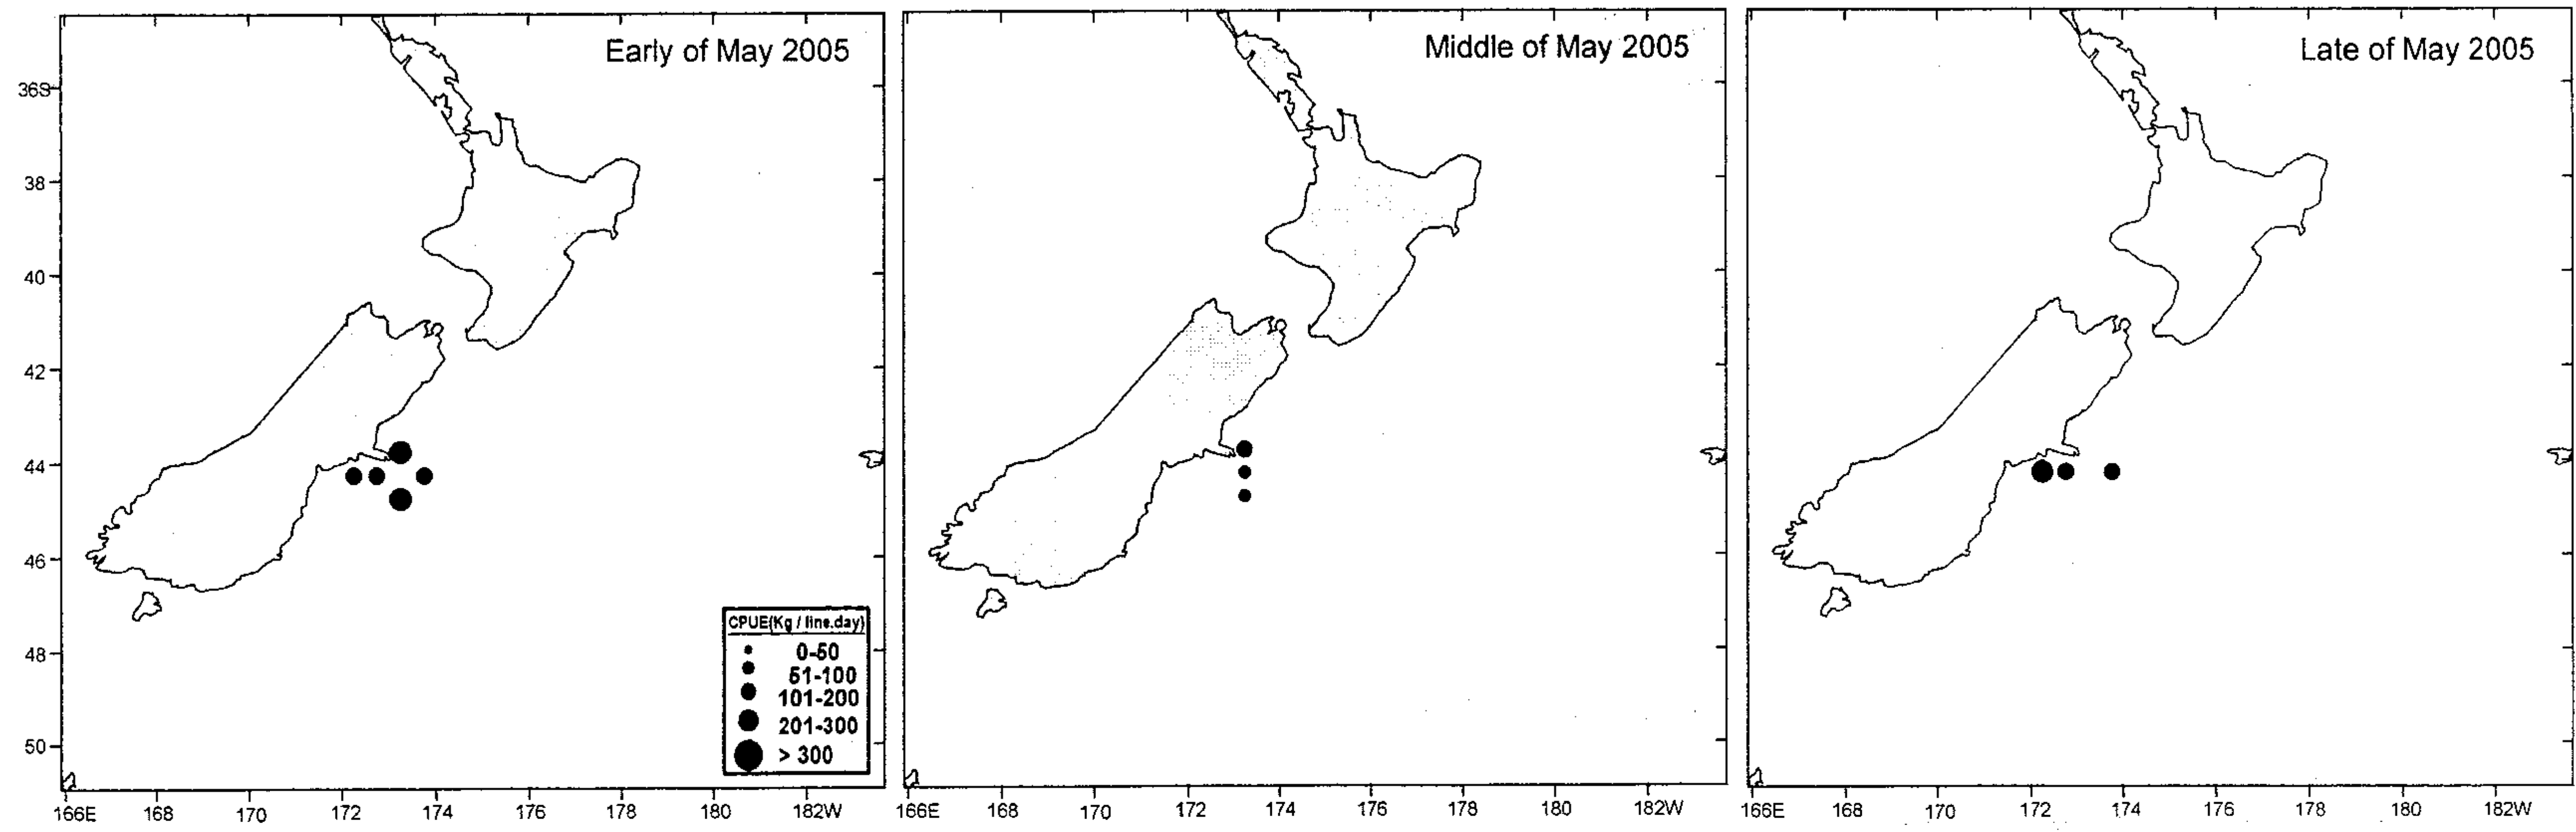 Early of May 2005
Middle of May 2005
Late of May 2005
36S
38
40
42
44
46
48
50
CPUE(Kg / line.day)
0-50
51-100
101-200
201-300
> 300
166E 168 170 172 174 176 178 180 182W
166E 168 170 172 174 176 178 180 182W
166E 168 170 172 174 176 178 180 182W